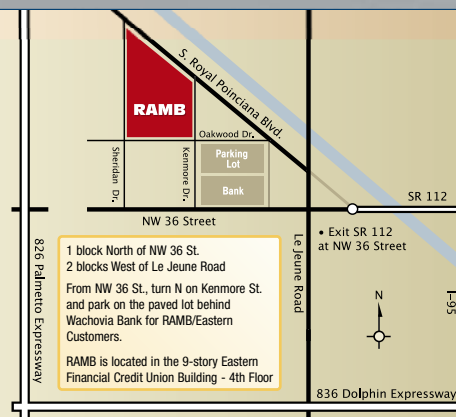 S. Royal Poinciana Blvd.
RAMB
Oakwood Dr.
Parking
Lot
Bank
Sheridan Dr.
Kenmore Dr.
SR 112
NW 36 Street
• Exit SR 112
at NW 36 Street
826 Palmetto Expressway
Le Jeune Road
I-95
N
1 block North of NW 36 St.
2 blocks West of Le Jeune Road
From NW 36 St., turn N on Kenmore St.
and park on the paved lot behind
Wachovia Bank for RAMB/Eastern
Customers.
RAMB is located in the 9-story Eastern
Financial Credit Union Building - 4th Floor
836 Dolphin Expressway